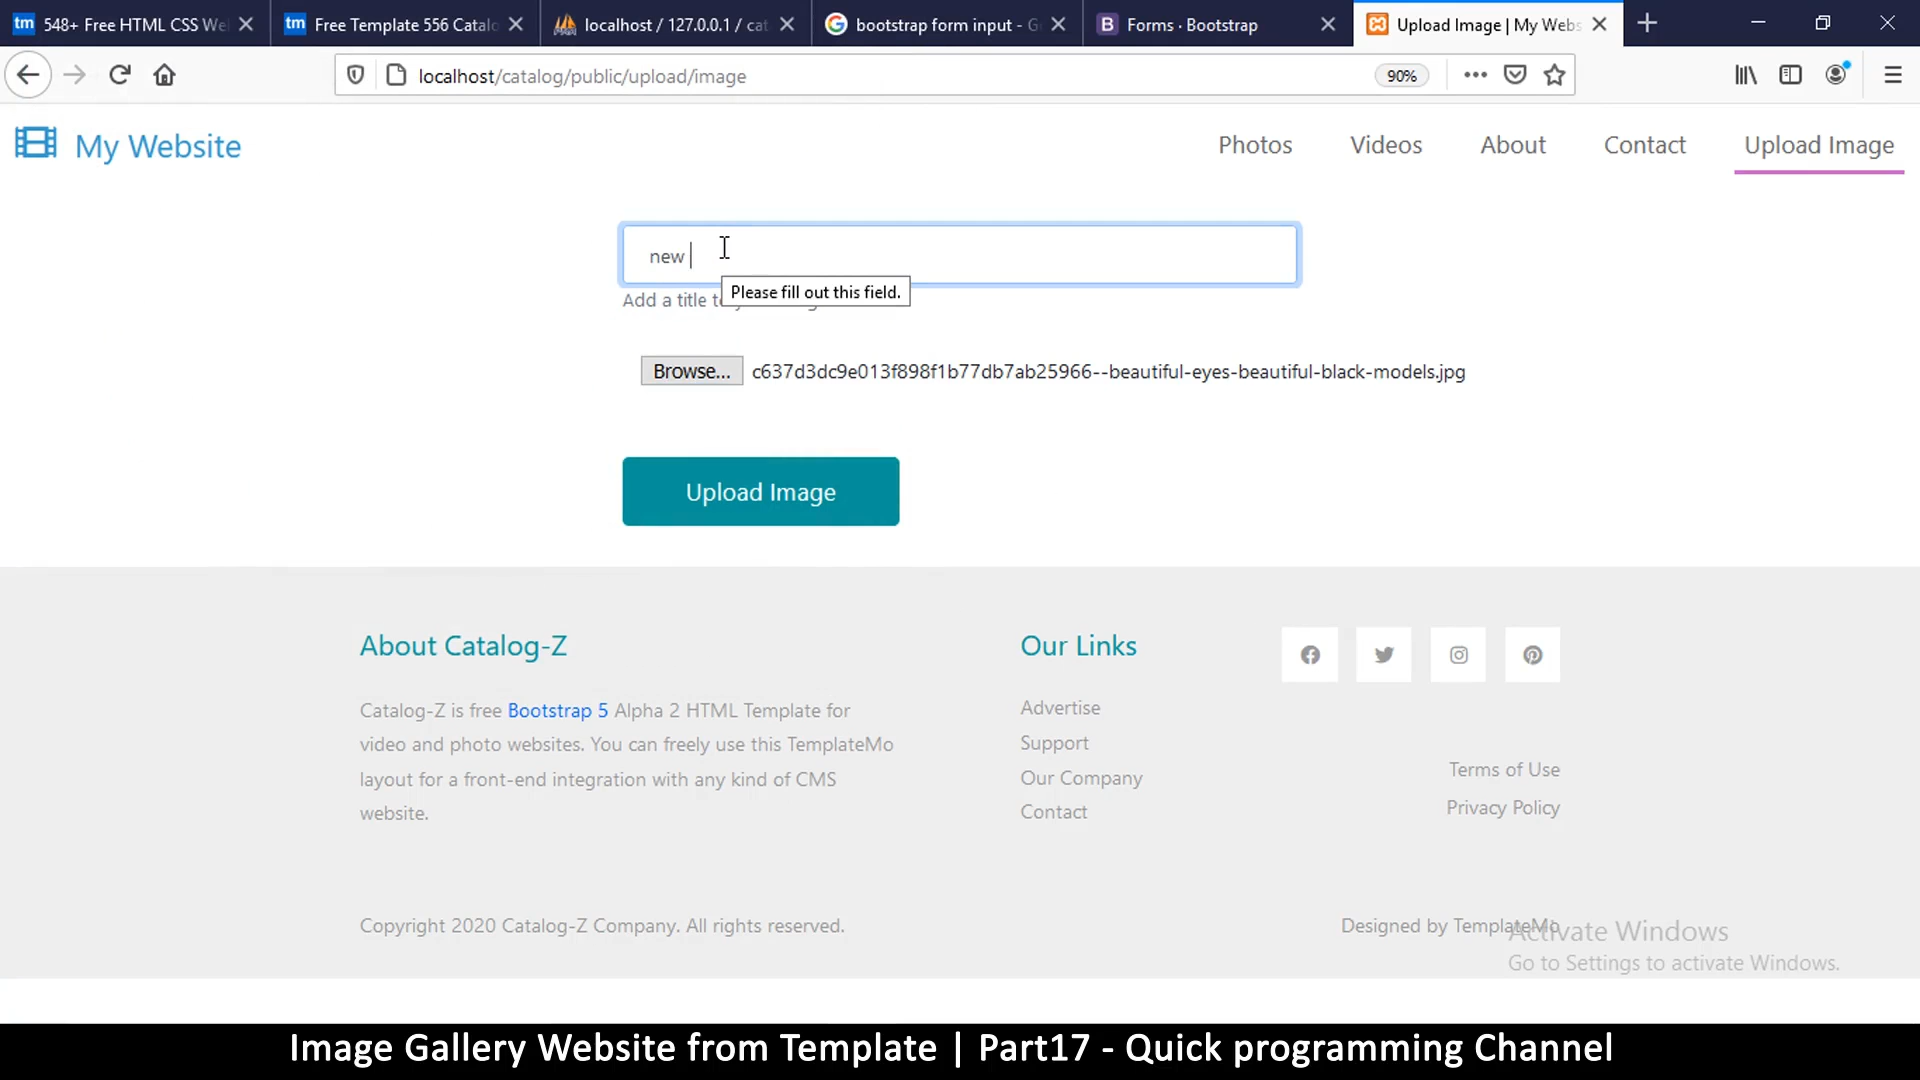 548+ Free HTML CSS We
Free Template 556 Catalo
localhost / 127.0.0.1 / cat
bootstrap form input - G
Forms · Bootstrap
Upload Image | My Webs
localhost/catalog/public/upload/image
90%
My Website
Photos
Videos
About
Contact
Upload Image
new
Please fill out this field.
Add a title to
Browse...
c637d3dc9e013f898f1b77db7ab25966--beautiful-eyes-beautiful-black-models.jpg
Upload Image
About Catalog-Z
Catalog-Z is free Bootstrap 5 Alpha 2 HTML Template for
video and photo websites. You can freely use this TemplateMo
layout for a front-end integration with any kind of CMS
website.
Our Links
Advertise
Support
Our Company
Contact
Terms of Use
Privacy Policy
Copyright 2020 Catalog-Z Company. All rights reserved.
Designed by TemplateMo
Activate Windows
Go to Settings to activate Windows.
Image Gallery Website from Template | Part17 - Quick programming Channel